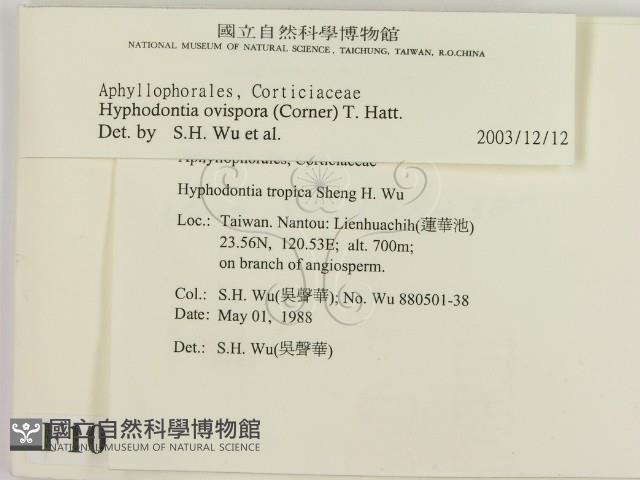 國立自然科學博物館
NATIONAL MUSEUM OF NATURAL SCIENCE, TAICHUNG, TAIWAN, R.O.CHINA
Aphyllophorales, Corticiaceae
Hyphodontia ovispora (Corner) T. Hatt.
Det. by S.H. Wu et al.
2003/12/12
Aphyllophorales, Corticiaceae
Hyphodontia tropica Sheng H. Wu
Loc.: Taiwan. Nantou: Lienhuachih(蓮華池)
23.56N, 120.53E; alt. 700m;
on branch of angiosperm.
Col.: S.H. Wu(吳聲華); No. Wu 880501-38
Date: May 01, 1988
Det.: S.H. Wu(吳聲華)
國立自然科學博物館
NATIONAL MUSEUM OF NATURAL SCIENCE
F10